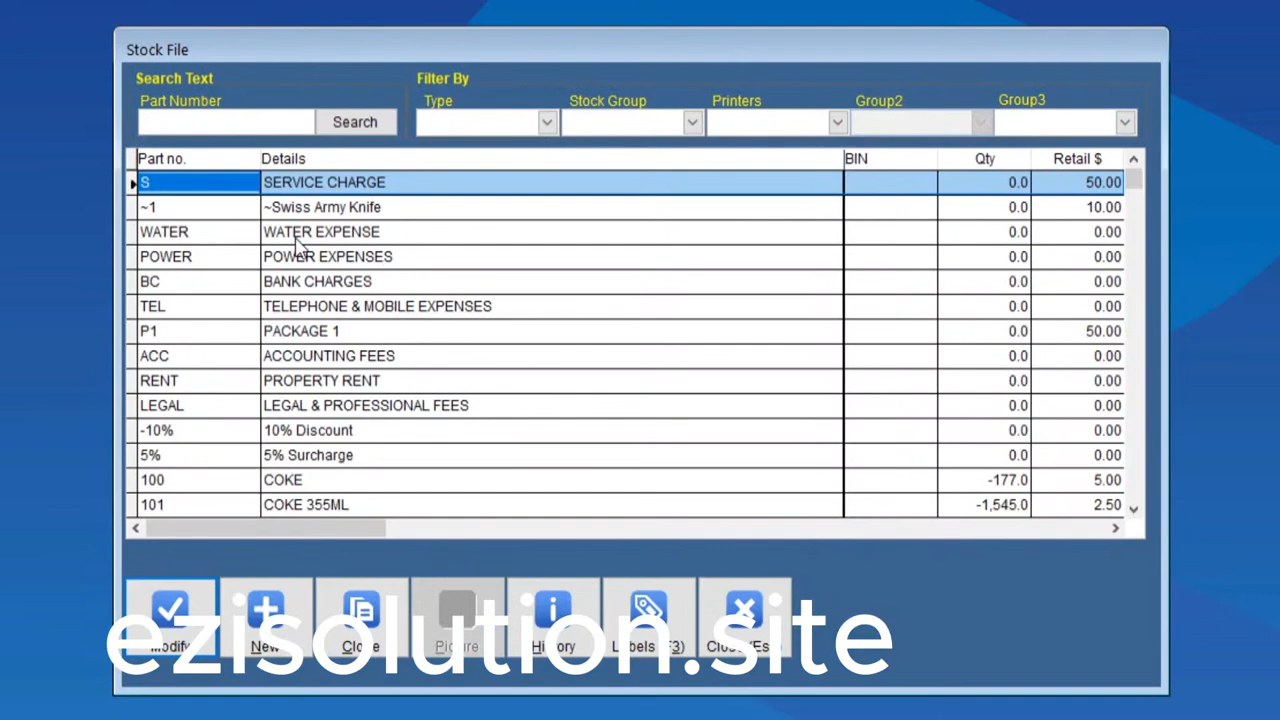 Stock File
Search Text
Filter By
Part Number
Type
Stock Group
Printers
Group2
Group3
Search
Part no. Details BIN Qty Retail $
S SERVICE CHARGE 0.0 50.00
~1 ~Swiss Army Knife 0.0 10.00
WATER WATER EXPENSE 0.0 0.00
POWER POWER EXPENSES 0.0 0.00
BC BANK CHARGES 0.0 0.00
TEL TELEPHONE & MOBILE EXPENSES 0.0 0.00
P1 PACKAGE 1 0.0 50.00
ACC ACCOUNTING FEES 0.0 0.00
RENT PROPERTY RENT 0.0 0.00
LEGAL LEGAL & PROFESSIONAL FEES 0.0 0.00
-10% 10% Discount 0.0 0.00
5% 5% Surcharge 0.0 0.00
100 COKE -177.0 5.00
101 COKE 355ML -1,545.0 2.50
Modify New Picture History
ezisolution.site